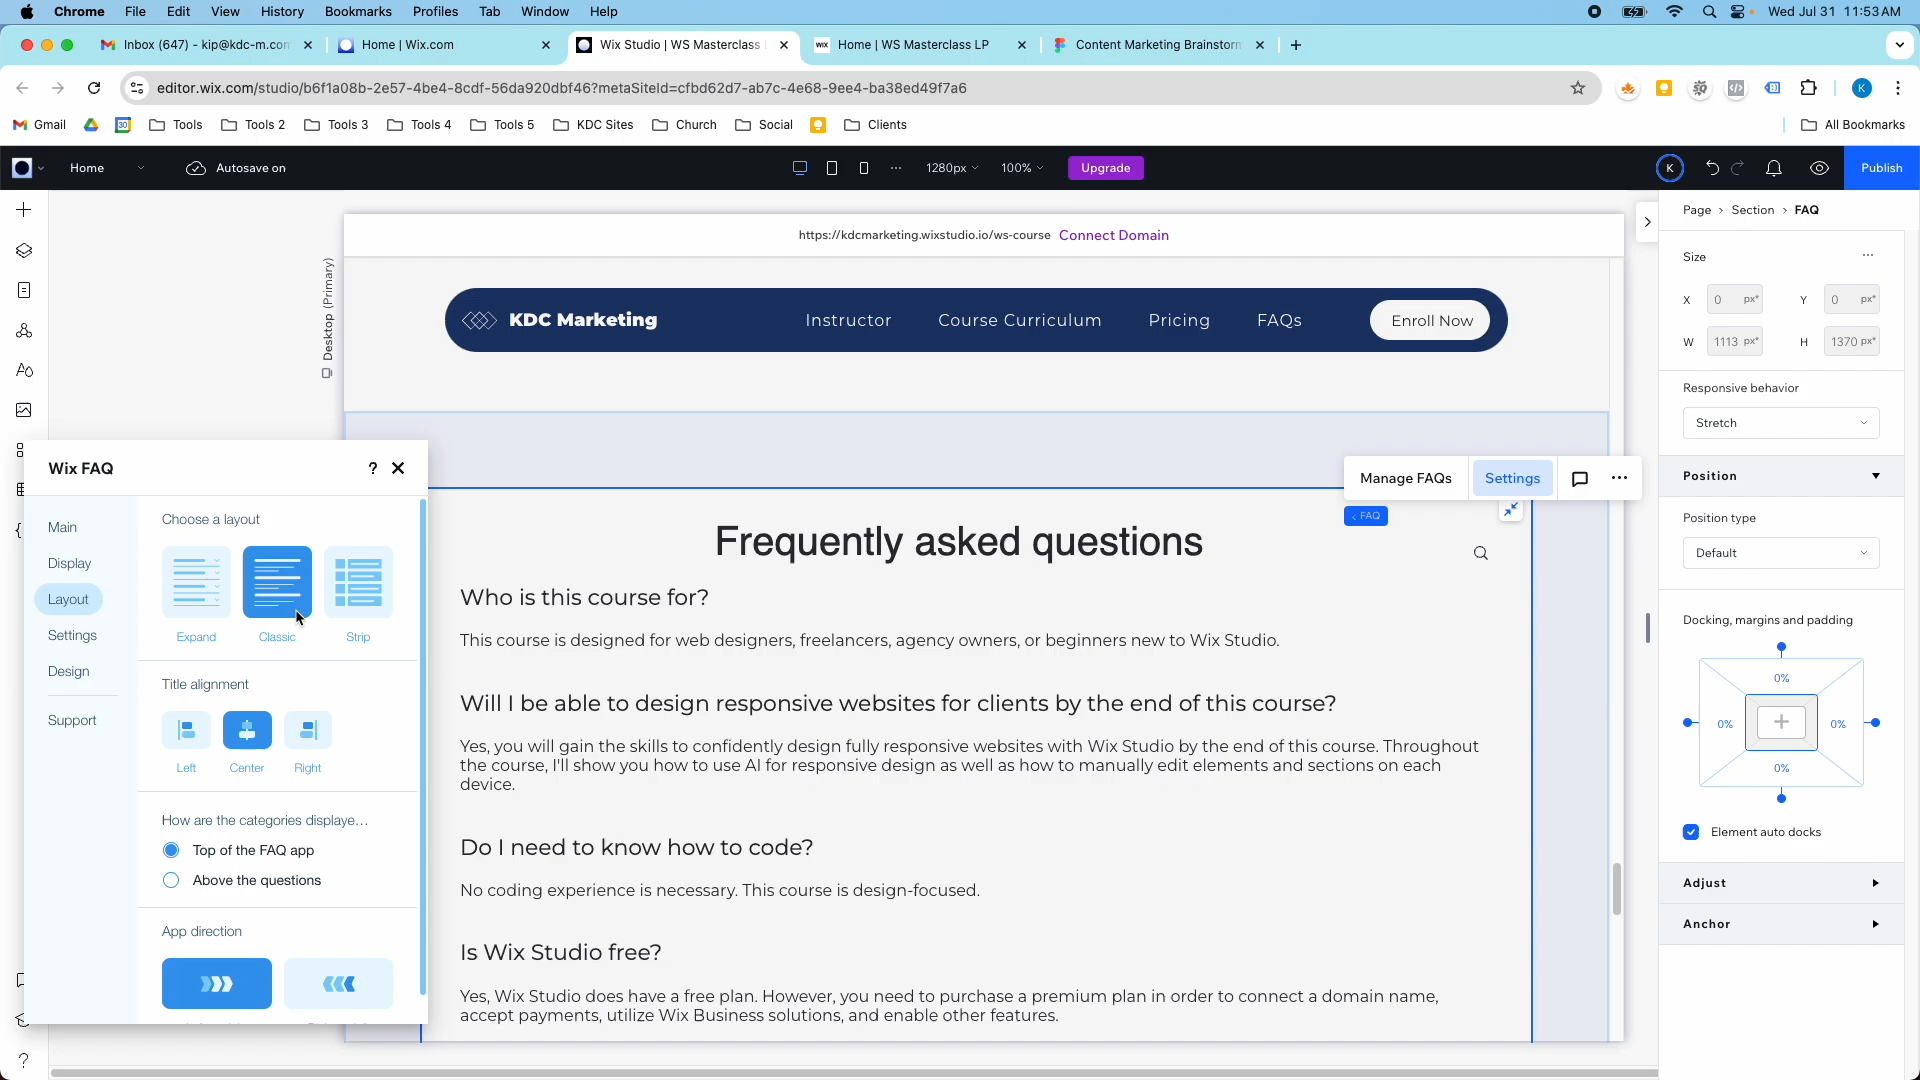 Chrome File Edit View History Bookmarks Profiles Tab Window Help Wed Jul 31 11:53 AM
Inbox (647) - kip@kdc-m.con Home | Wix.com Wix Studio | WS Masterclass Home | WS Masterclass LP Content Marketing Brainstorm
editor.wix.com/studio/b6f1a08b-2e57-4be4-8cdf-56da920dbf46?metaSiteId=cfbd62d7-ab7c-4e68-9ee4-ba38ed49f7a6
Gmail Tools Tools 2 Tools 3 Tools 4 Tools 5 KDC Sites Church Social Clients All Bookmarks
Home Autosave on 1280px 100% Upgrade K Publish
Page > Section > FAQ
https://kdcmarketing.wixstudio.io/ws-course Connect Domain
Desktop (Primary)
KDC Marketing Instructor Course Curriculum Pricing FAQs Enroll Now
Size
X 0 px* Y 0 px*
W 1113 px* H 1370 px*
Responsive behavior
Stretch
Position
Position type
Default
Docking, margins and padding
0%
0% 0%
0%
Element auto docks
Adjust
Anchor
Wix FAQ ?
Main
Display
Layout
Settings
Design
Support
Choose a layout
Expand Classic Strip
Title alignment
Left Center Right
How are the categories displaye...
Top of the FAQ app
Above the questions
App direction
Manage FAQs Settings
FAQ
Frequently asked questions
Who is this course for?
This course is designed for web designers, freelancers, agency owners, or beginners new to Wix Studio.
Will I be able to design responsive websites for clients by the end of this course?
Yes, you will gain the skills to confidently design fully responsive websites with Wix Studio by the end of this course. Throughout
the course, I'll show you how to use AI for responsive design as well as how to manually edit elements and sections on each
device.
Do I need to know how to code?
No coding experience is necessary. This course is design-focused.
Is Wix Studio free?
Yes, Wix Studio does have a free plan. However, you need to purchase a premium plan in order to connect a domain name,
accept payments, utilize Wix Business solutions, and enable other features.